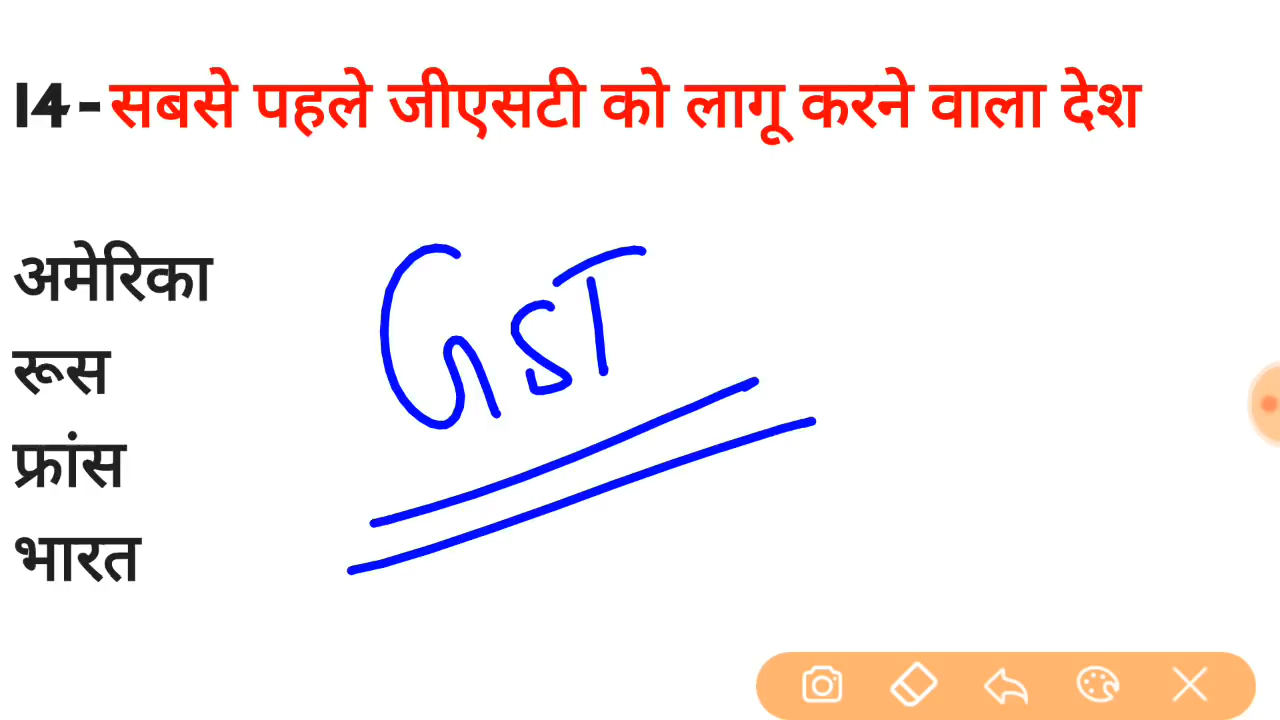 14-सबसे पहले जीएसटी को लागू करने वाला देश
अमेरिका
GST
रूस
फ्रांस
भारत